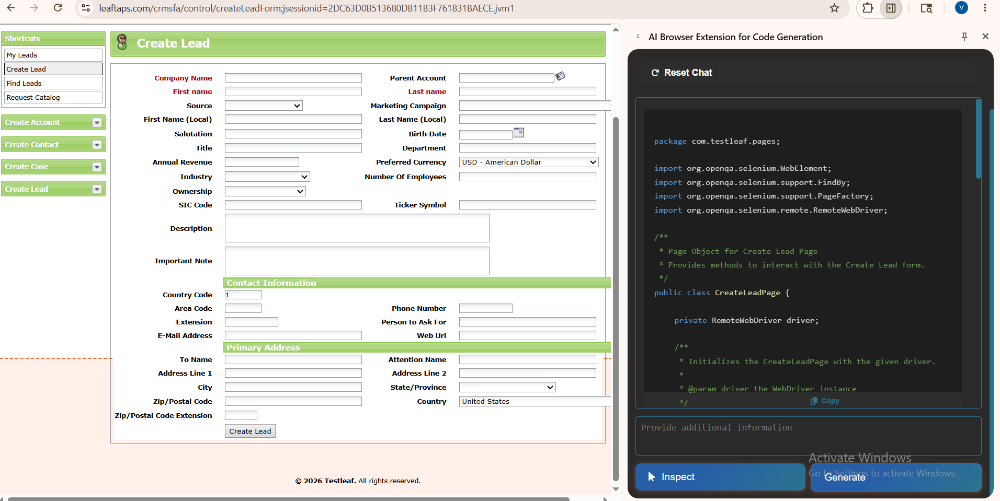 leaftaps.com/crmsfa/control/createLeadForm;jsessionid=2DC63D0B513680DB11B3F761831BAECE.jvm1
V
Shortcuts
My Leads
Create Lead
Find Leads
Request Catalog
Create Account
Create Contact
Create Case
Create Lead
Create Lead
Company Name
Parent Account
First name
Last name
Source
Marketing Campaign
First Name (Local)
Last Name (Local)
Salutation
Birth Date
Title
Department
Annual Revenue
Preferred Currency
USD - American Dollar
Industry
Number Of Employees
Ownership
SIC Code
Ticker Symbol
Description
Important Note
Contact Information
Country Code
1
Area Code
Phone Number
Extension
Person to Ask For
E-Mail Address
Web Url
Primary Address
To Name
Attention Name
Address Line 1
Address Line 2
City
State/Province
Zip/Postal Code
Country
United States
Zip/Postal Code Extension
Create Lead
© 2026 Testleaf. All rights reserved.
AI Browser Extension for Code Generation
Reset Chat
package com.testleaf.pages;
import org.openqa.selenium.WebElement;
import org.openqa.selenium.support.FindBy;
import org.openqa.selenium.support.PageFactory;
import org.openqa.selenium.remote.RemoteWebDriver;
/**
* Page Object for Create Lead Page
* Provides methods to interact with the Create Lead form.
*/
public class CreateLeadPage {
private RemoteWebDriver driver;
/**
* Initializes the CreateLeadPage with the given driver.
*
* @param driver the WebDriver instance
*/
Copy
Provide additional information
Activate Windows
Go to Settings to activate Windows.
Inspect
Generate